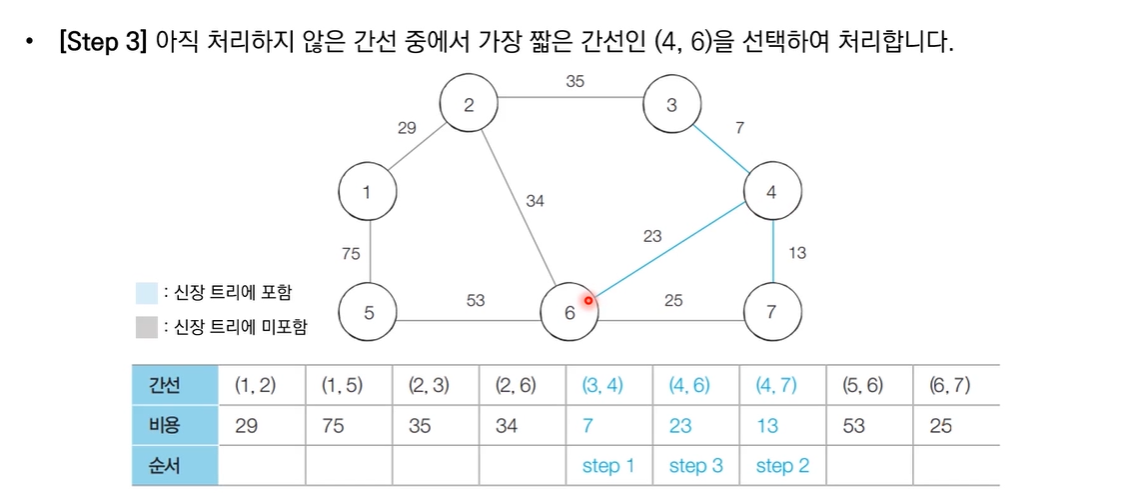 • [Step 3] 아직 처리하지 않은 간선 중에서 가장 짧은 간선인 (4, 6)을 선택하여 처리합니다.
35
2
3
29
7
1
4
34
23
75
13
: 신장 트리에 포함
53
25
5
6
7
: 신장 트리에 미포함
간선 (1, 2) (1, 5) (2, 3) (2, 6) (3, 4) (4, 6) (4, 7) (5, 6) (6, 7)
비용 29 75 35 34 7 23 13 53 25
순서 step 1 step 3 step 2